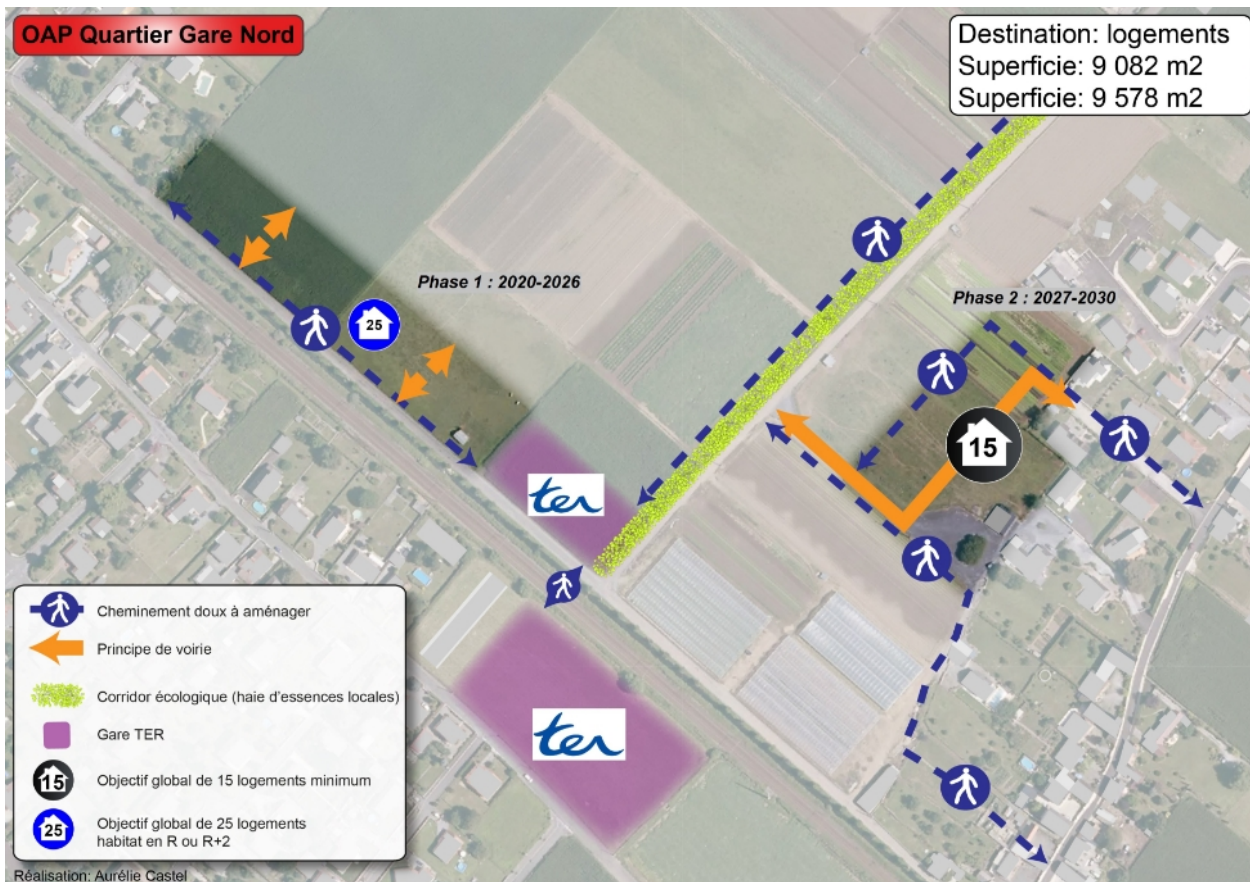 OAP Quartier Gare Nord
Destination: logements
Superficie: 9 082 m2
Superficie: 9 578 m2
Phase 1 : 2020-2026
Phase 2 : 2027-2030
25
15
ter
ter
Cheminement doux à aménager
Principe de voirie
Corridor écologique (haie d'essences locales)
Gare TER
15
Objectif global de 15 logements minimum
25
Objectif global de 25 logements
habitat en R ou R+2
Réalisation: Aurélie Castel